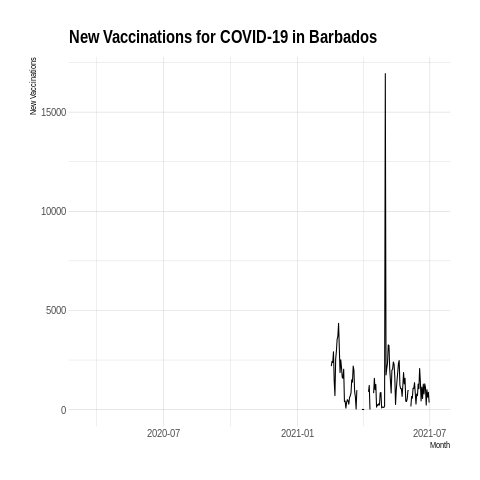 New Vaccinations for COVID-19 in Barbados
New Vaccinations
15000
10000
5000
0
2020-07
2021-01
2021-07
Month